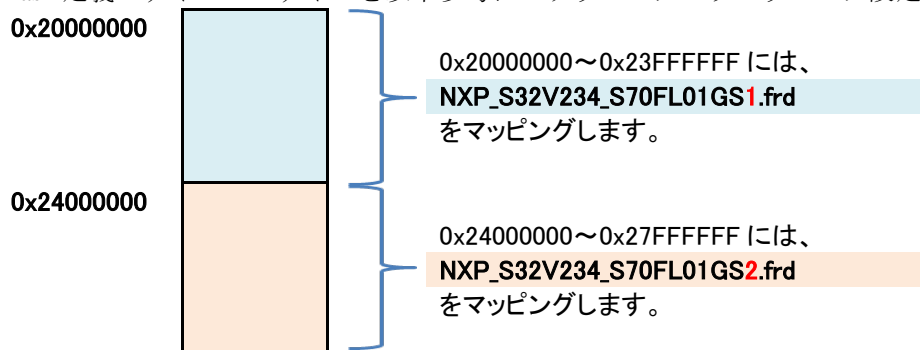 0x20000000
0x20000000～0x23FFFFFF には、
NXP_S32V234_S70FL01GS1.frd
をマッピングします。
0x24000000
0x24000000～0x27FFFFFF には、
NXP_S32V234_S70FL01GS2.frd
をマッピングします。